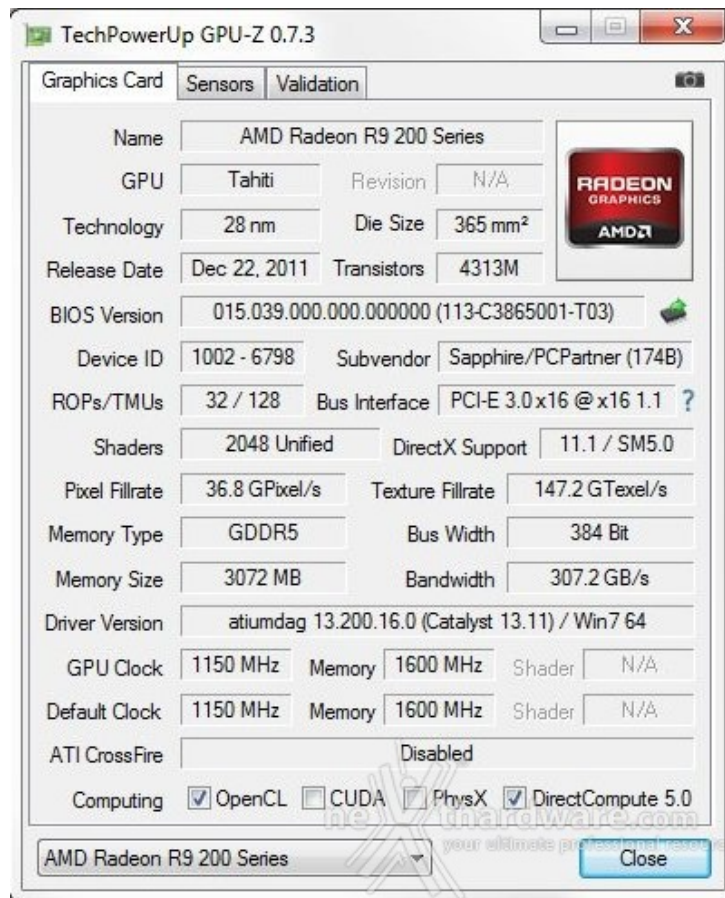 TechPowerUp GPU-Z 0.7.3
Graphics Card Sensors Validation
Name AMD Radeon R9 200 Series
GPU Tahiti Revision N/A
RADEON
GRAPHICS
AMD
Technology 28 nm Die Size 365 mm²
Release Date Dec 22, 2011 Transistors 4313M
BIOS Version 015.039.000.000.000000 (113-C3865001-T03)
Device ID 1002 - 6798 Subvendor Sapphire/PCPartner (174B)
ROPs/TMUs 32 / 128 Bus Interface PCI-E 3.0 x16 @ x16 1.1 ?
Shaders 2048 Unified DirectX Support 11.1 / SM5.0
Pixel Fillrate 36.8 GPixel/s Texture Fillrate 147.2 GTexel/s
Memory Type GDDR5 Bus Width 384 Bit
Memory Size 3072 MB Bandwidth 307.2 GB/s
Driver Version atiumdag 13.200.16.0 (Catalyst 13.11) / Win7 64
GPU Clock 1150 MHz Memory 1600 MHz Shader N/A
Default Clock 1150 MHz Memory 1600 MHz Shader N/A
ATI CrossFire Disabled
Computing OpenCL CUDA PhysX DirectCompute 5.0
nexthardware.com
your ultimate professional resour
AMD Radeon R9 200 Series Close